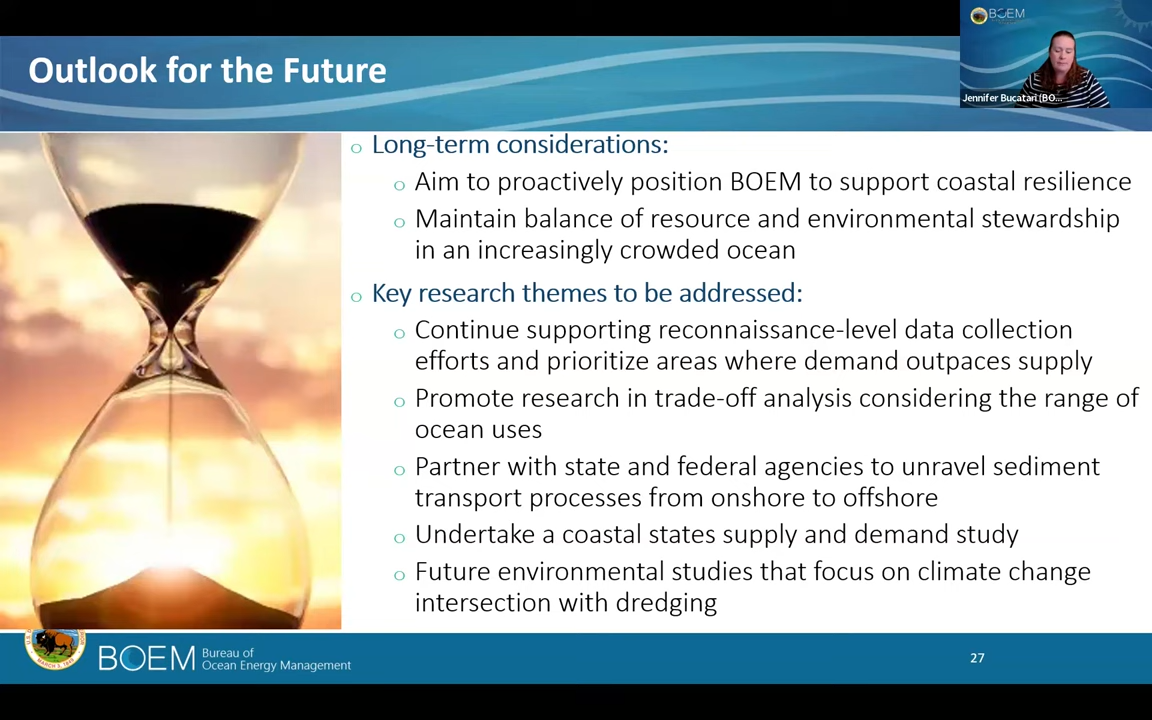 BOEM
Outlook for the Future
Jennifer Bucatari (BO...
o Long-term considerations:
o Aim to proactively position BOEM to support coastal resilience
o Maintain balance of resource and environmental stewardship
in an increasingly crowded ocean
o Key research themes to be addressed:
o Continue supporting reconnaissance-level data collection
efforts and prioritize areas where demand outpaces supply
o Promote research in trade-off analysis considering the range of
ocean uses
o Partner with state and federal agencies to unravel sediment
transport processes from onshore to offshore
o Undertake a coastal states supply and demand study
o Future environmental studies that focus on climate change
intersection with dredging
BOEM
Bureau of
Ocean Energy Management
27